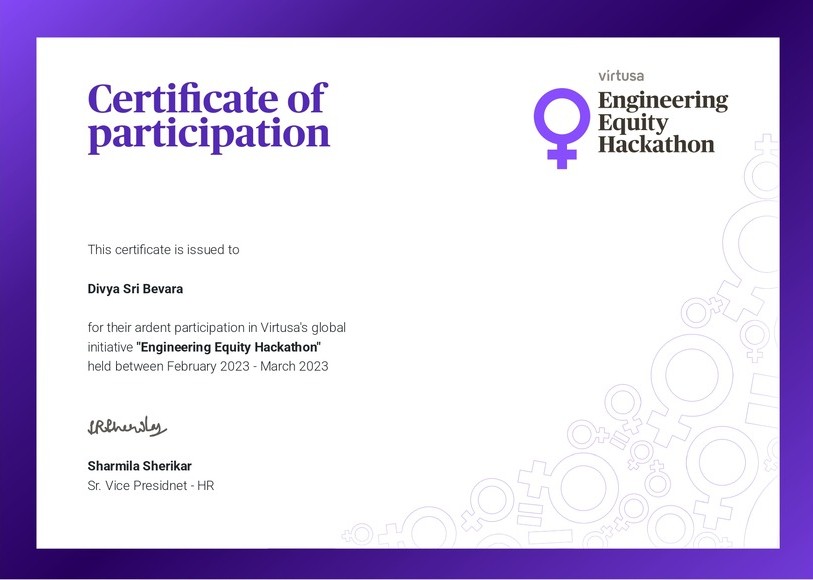 Certificate of
participation
virtusa
Engineering
Equity
Hackathon
This certificate is issued to
Divya Sri Bevara
for their ardent participation in Virtusa's global
initiative "Engineering Equity Hackathon"
held between February 2023 - March 2023
Sharmila Sherikar
Sr. Vice Presidnet - HR